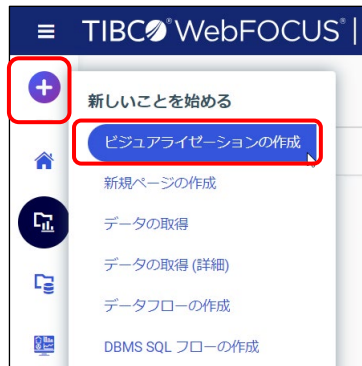 TIBCO® WebFOCUS® |
新しいことを始める
ビジュアライゼーションの作成
新規ページの作成
データの取得
データの取得 (詳細)
データフローの作成
DBMS SQL フローの作成